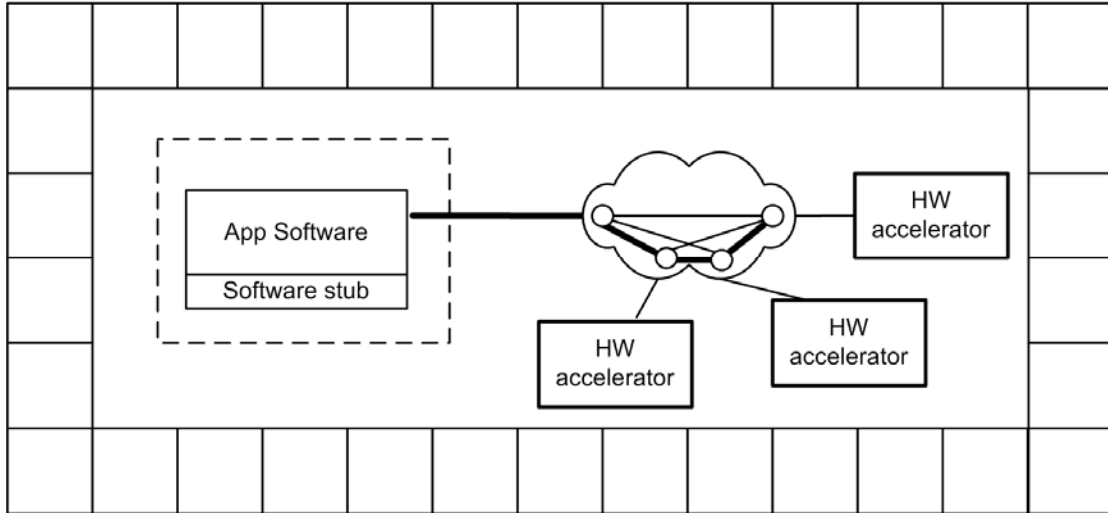 App Software
Software stub
HW
accelerator
HW
accelerator
HW
accelerator